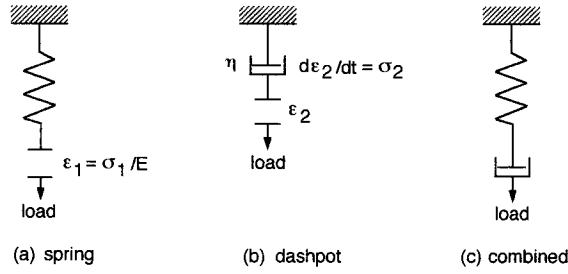 η dε₂/dt = σ₂
ε₂
load
ε₁ = σ₁/E
load
load
(a) spring
(b) dashpot
(c) combined